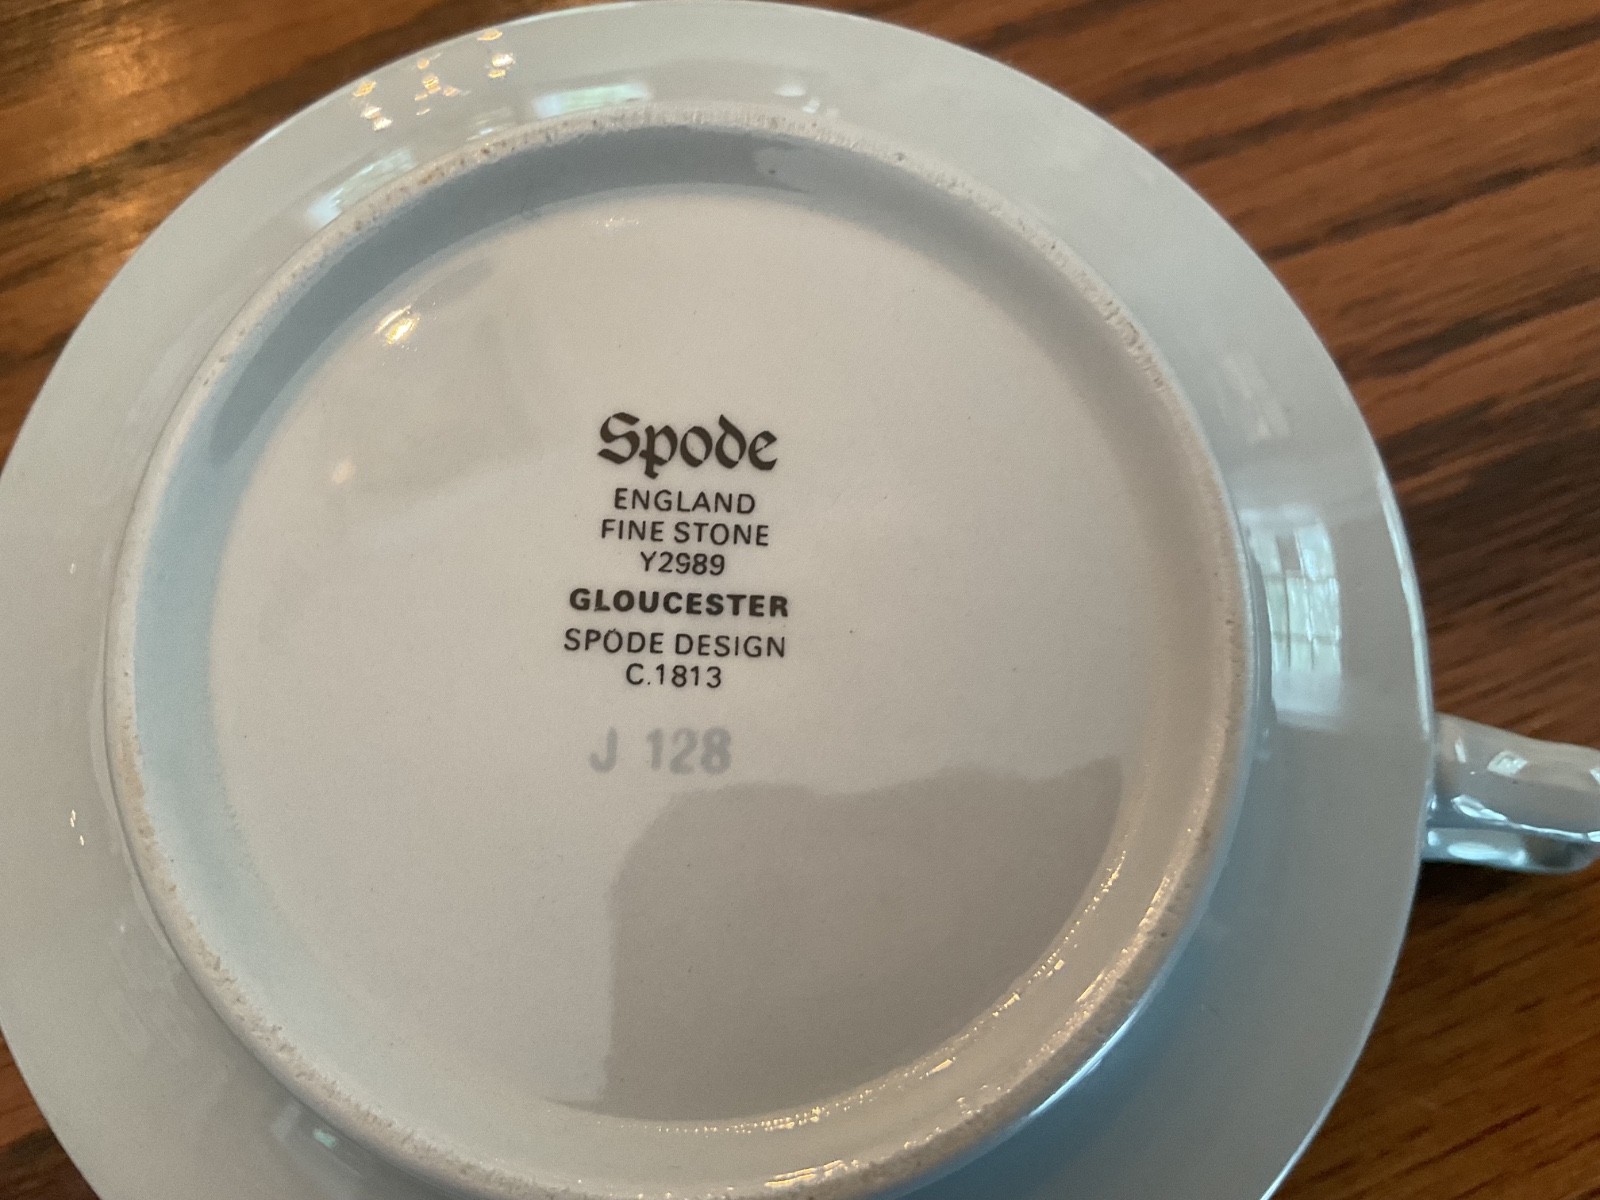 Spode
ENGLAND
FINE STONE
Y2989
GLOUCESTER
SPODE DESIGN
C.1813
J 128